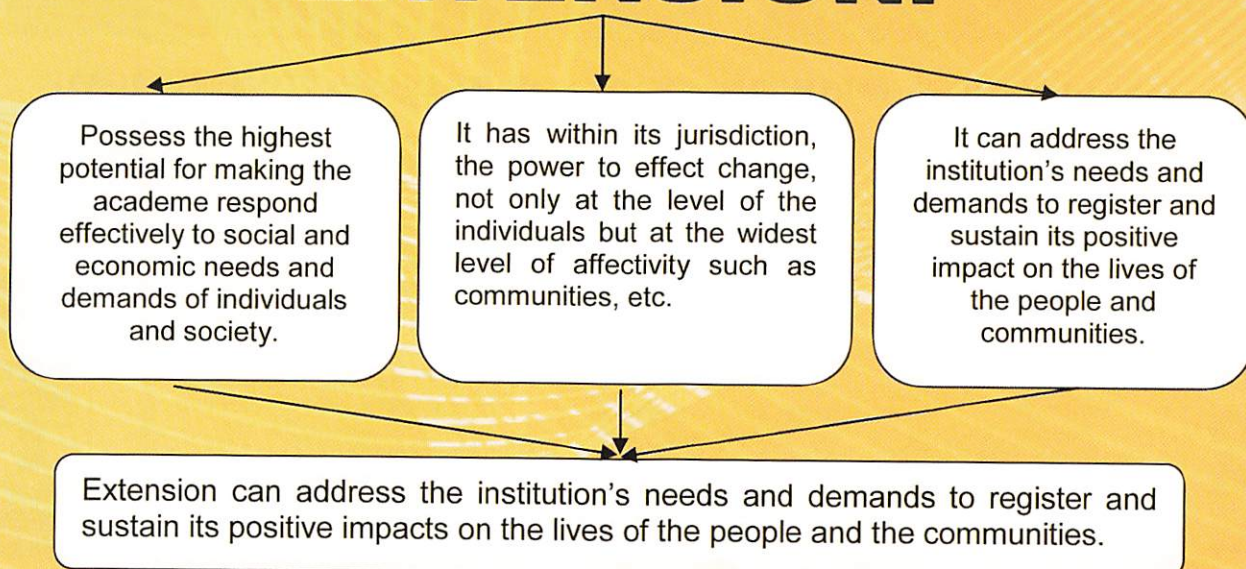 Possess the highest
potential for making the
academe respond
effectively to social and
economic needs and
demands of individuals
and society.
It has within its jurisdiction,
the power to effect change,
not only at the level of the
individuals but at the widest
level of affectivity such as
communities, etc.
It can address the
institution's needs and
demands to register and
sustain its positive
impact on the lives of
the people and
communities.
Extension can address the institution's needs and demands to register and
sustain its positive impacts on the lives of the people and the communities.